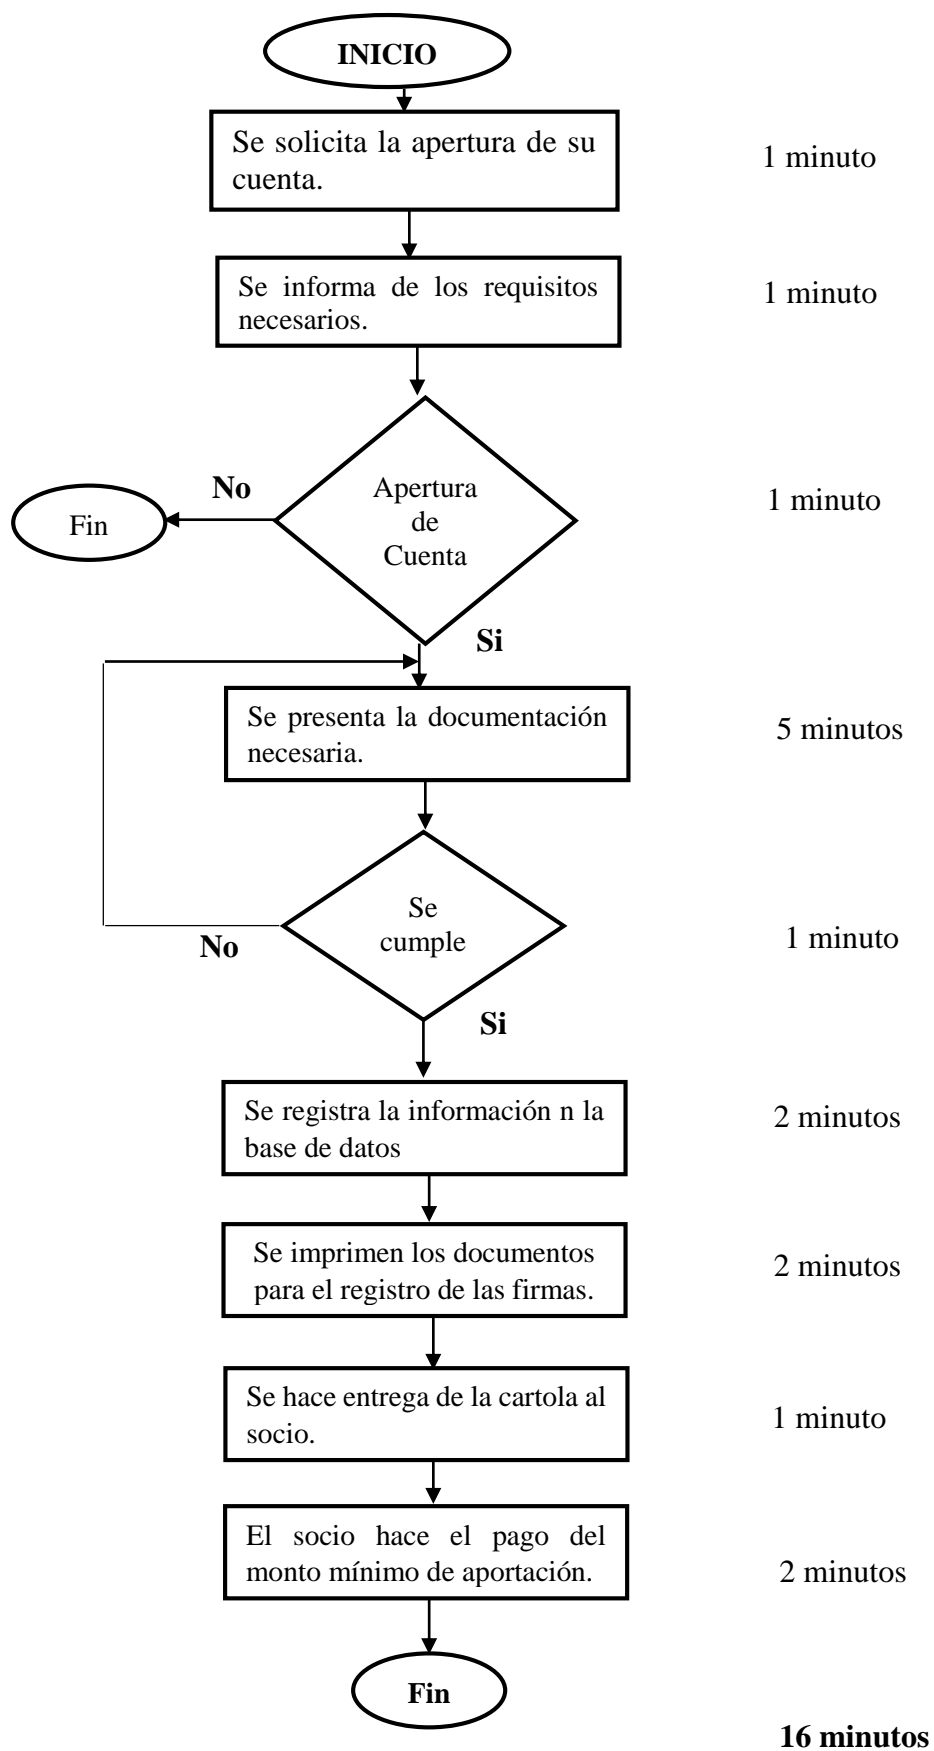 INICIO
Se solicita la apertura de su
cuenta.
1 minuto
Se informa de los requisitos
necesarios.
1 minuto
No
Fin
Apertura
de
Cuenta
1 minuto
Si
Se presenta la documentación
necesaria.
5 minutos
Se
cumple
No
1 minuto
Si
Se registra la información n la
base de datos
2 minutos
Se imprimen los documentos
para el registro de las firmas.
2 minutos
Se hace entrega de la cartola al
socio.
1 minuto
El socio hace el pago del
monto mínimo de aportación.
2 minutos
Fin
16 minutos